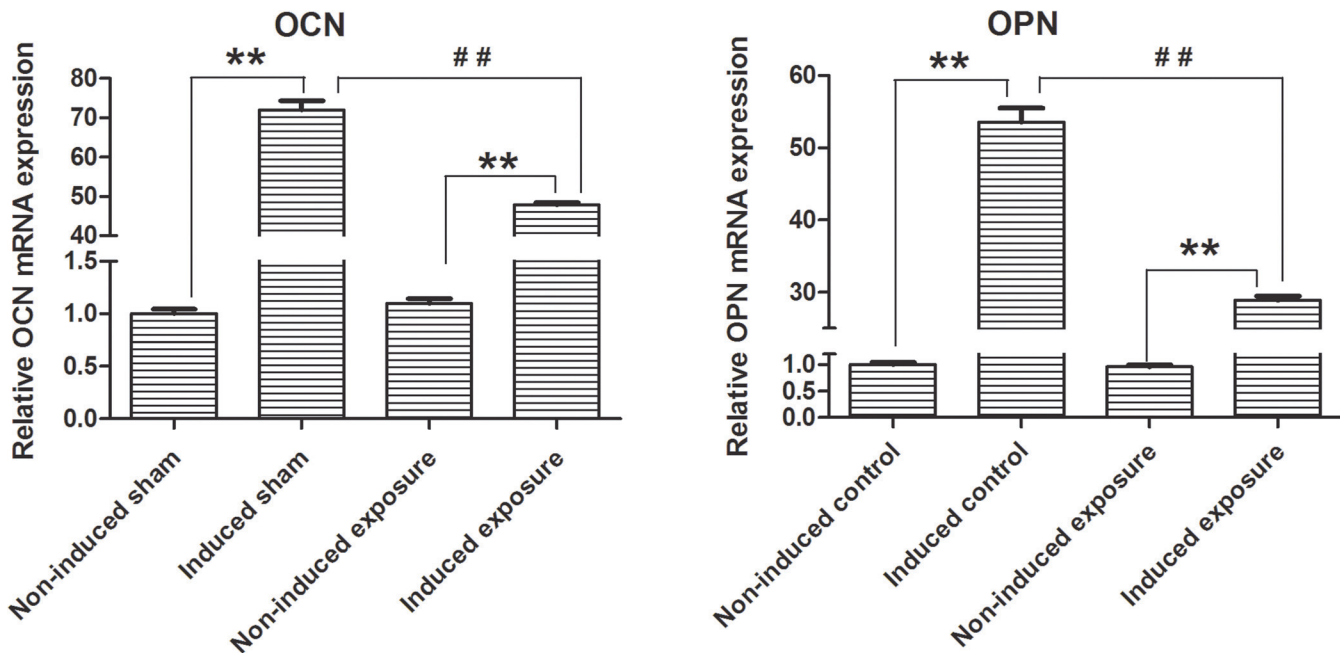 OCN
Relative OCN mRNA expression
80
70
60
50
40
1.5
1.0
0.5
0.0
**
# #
**
Non-induced sham
Induced sham
Non-induced exposure
Induced exposure
OPN
Relative OPN mRNA expression
60
50
40
30
1.0
0.5
0.0
**
# #
**
Non-induced control
Induced control
Non-induced exposure
Induced exposure